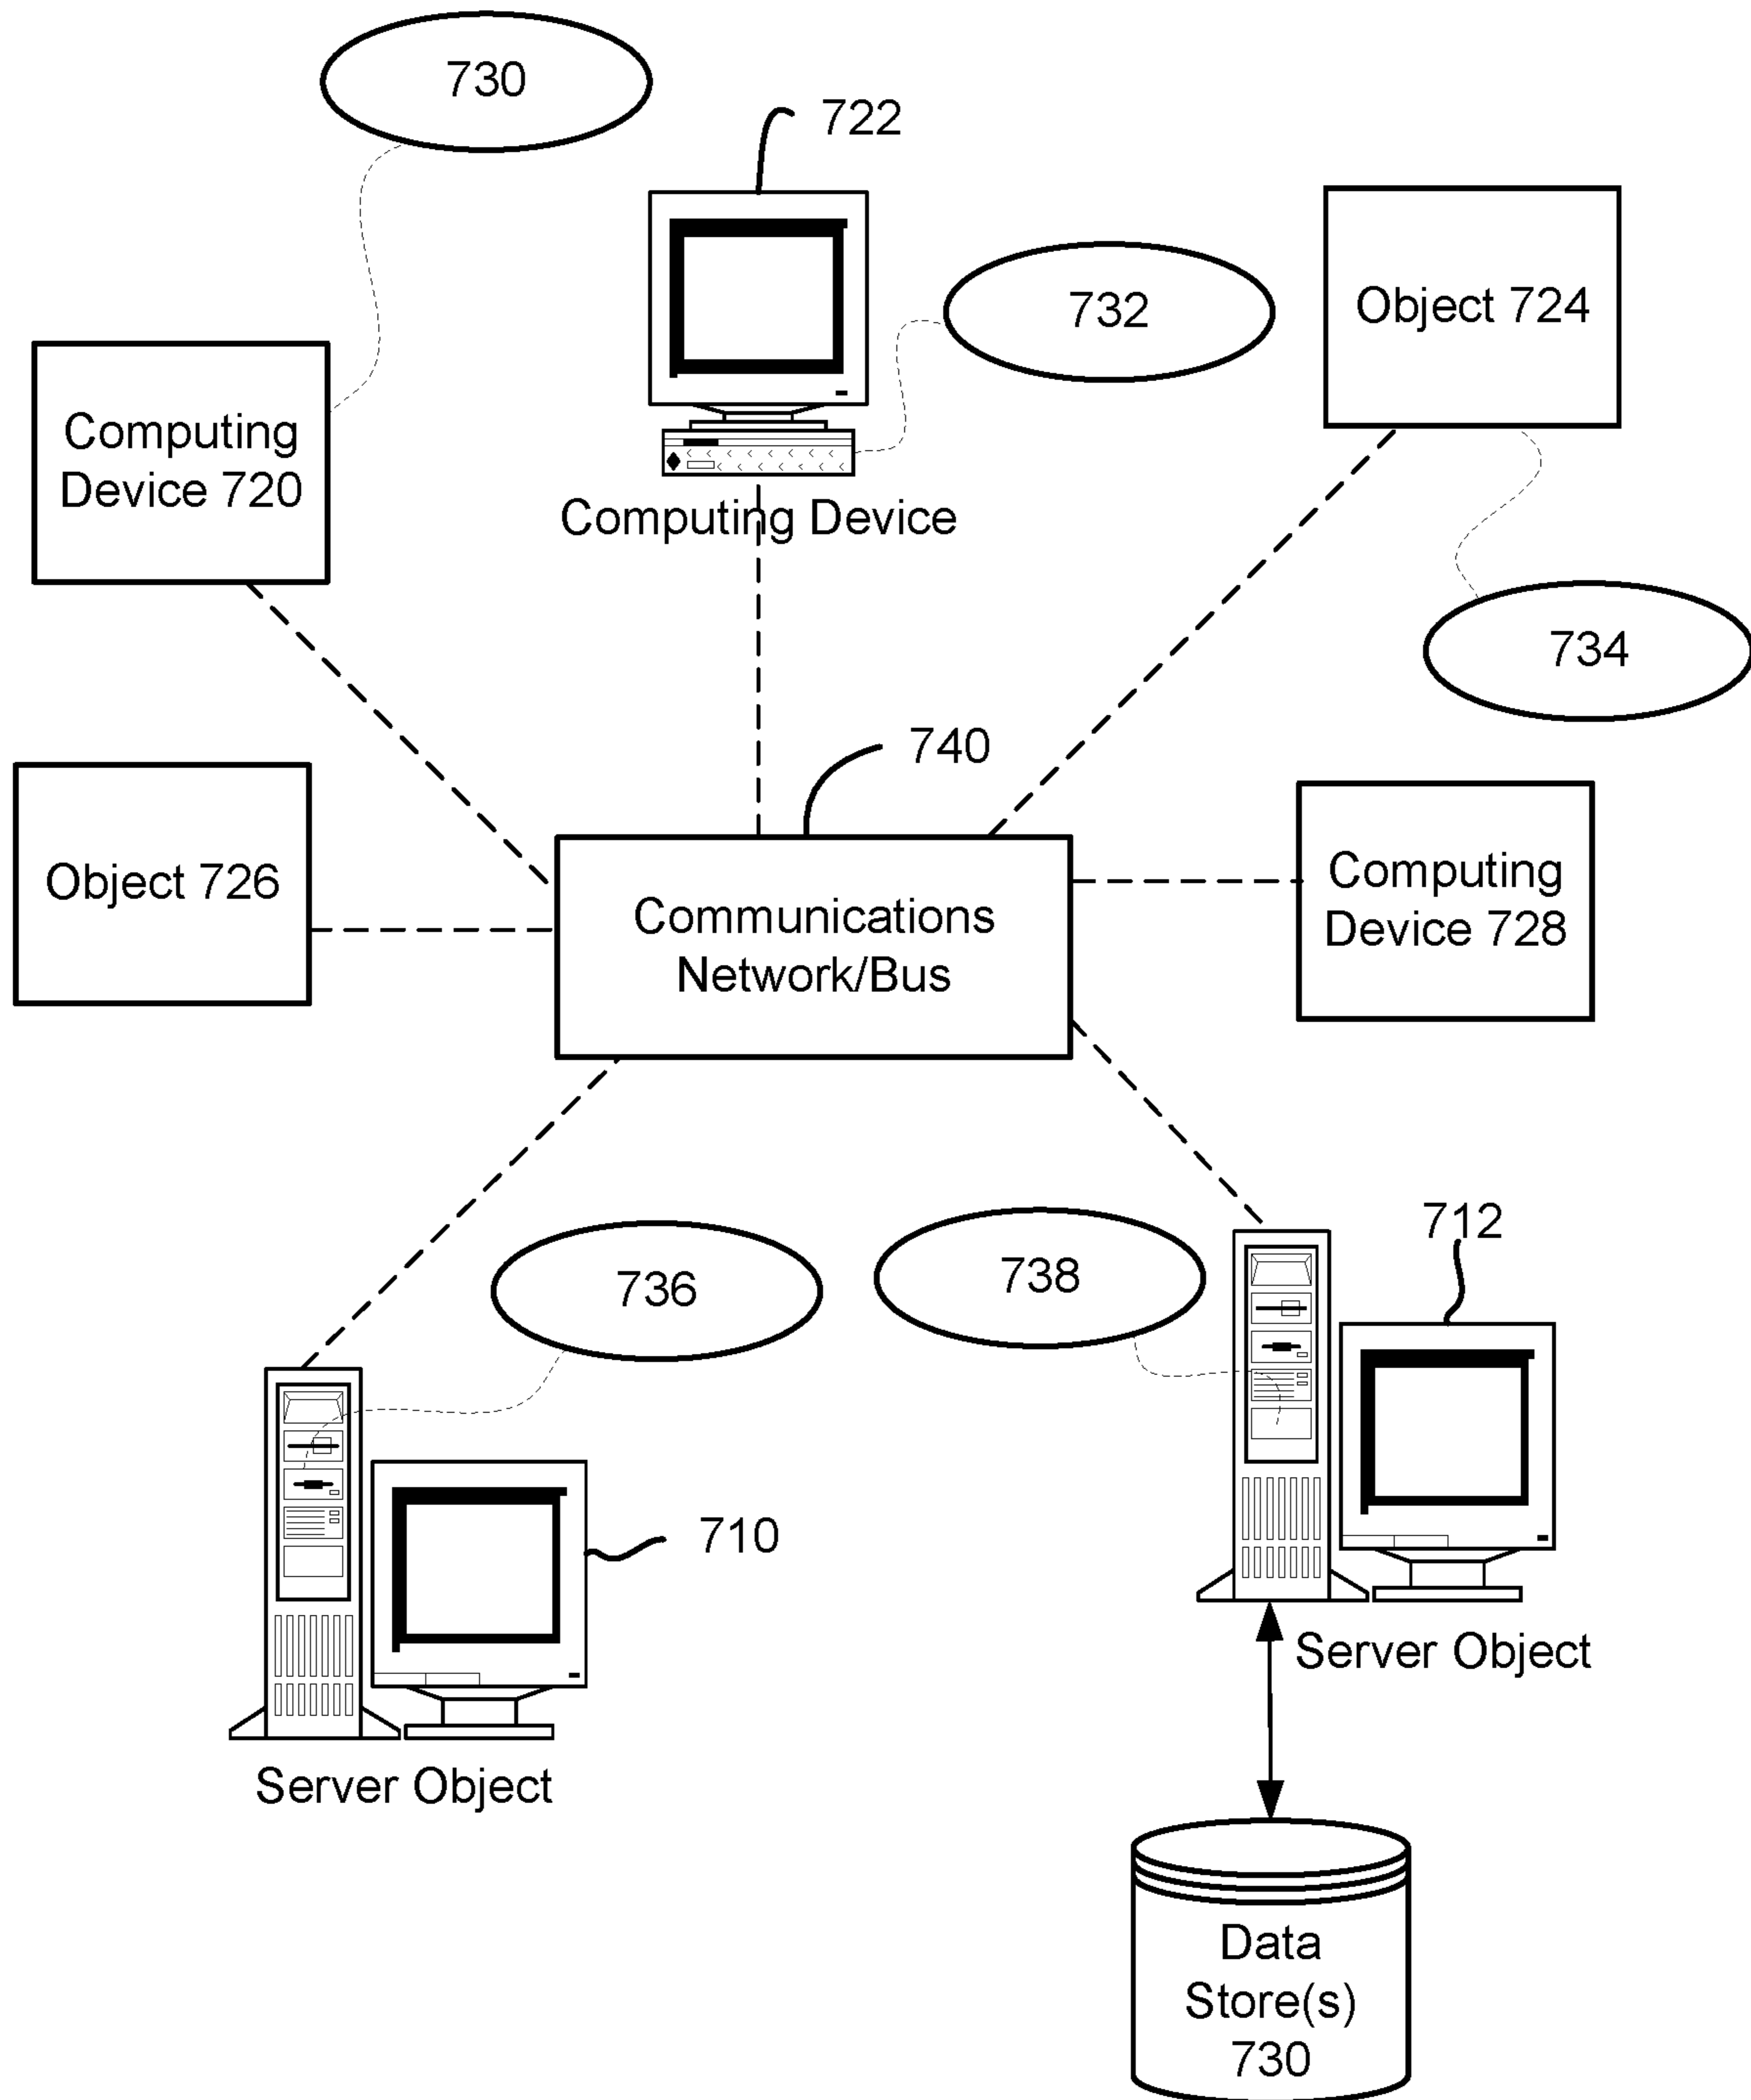 730
722
732
Object 724
Computing
Device 720
Computing Device
734
740
Object 726
Computing
Device 728
Communications
Network/Bus
712
736
738
710
Server Object
Server Object
Data
Store(s)
730